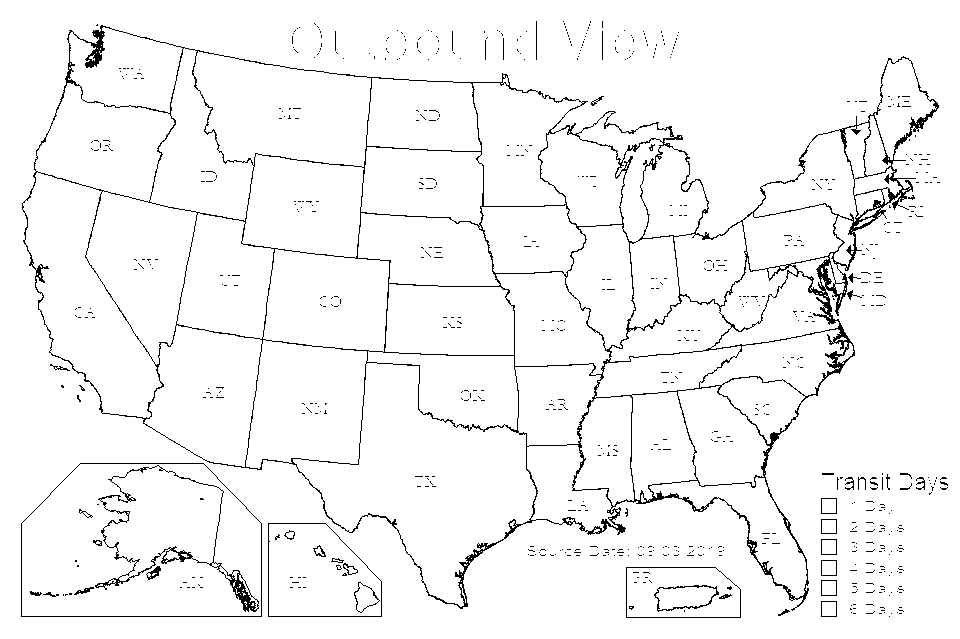 Outbound View
WA
MT
ND
ME
OR
ID
SD
MN
WI
NH
WY
MI
NY
RI
CT
NV
UT
NE
IA
PA
NJ
CO
IL
IN
OH
DE
MD
CA
KS
MO
WV
VA
KY
AZ
NM
OK
AR
TN
NC
SC
TX
MS
AL
GA
LA
FL
AK
HI
PR
Source Date: 09.03.2019
Transit Days
1 Day
2 Days
3 Days
4 Days
5 Days
6 Days